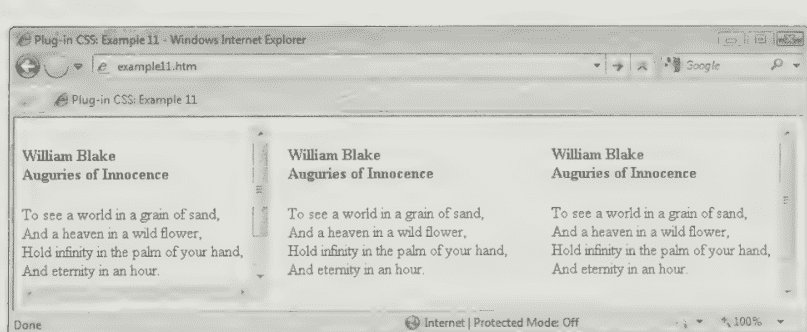 Plug-in CSS: Example 11 - Windows Internet Explorer
example11.htm
Google
Plug-in CSS: Example 11
William Blake
Auguries of Innocence
To see a world in a grain of sand,
And a heaven in a wild flower,
Hold infinity in the palm of your hand,
And eternity in an hour.
William Blake
Auguries of Innocence
To see a world in a grain of sand,
And a heaven in a wild flower,
Hold infinity in the palm of your hand,
And eternity in an hour.
William Blake
Auguries of Innocence
To see a world in a grain of sand,
And a heaven in a wild flower,
Hold infinity in the palm of your hand,
And eternity in an hour.
Done
Internet | Protected Mode: Off
100%